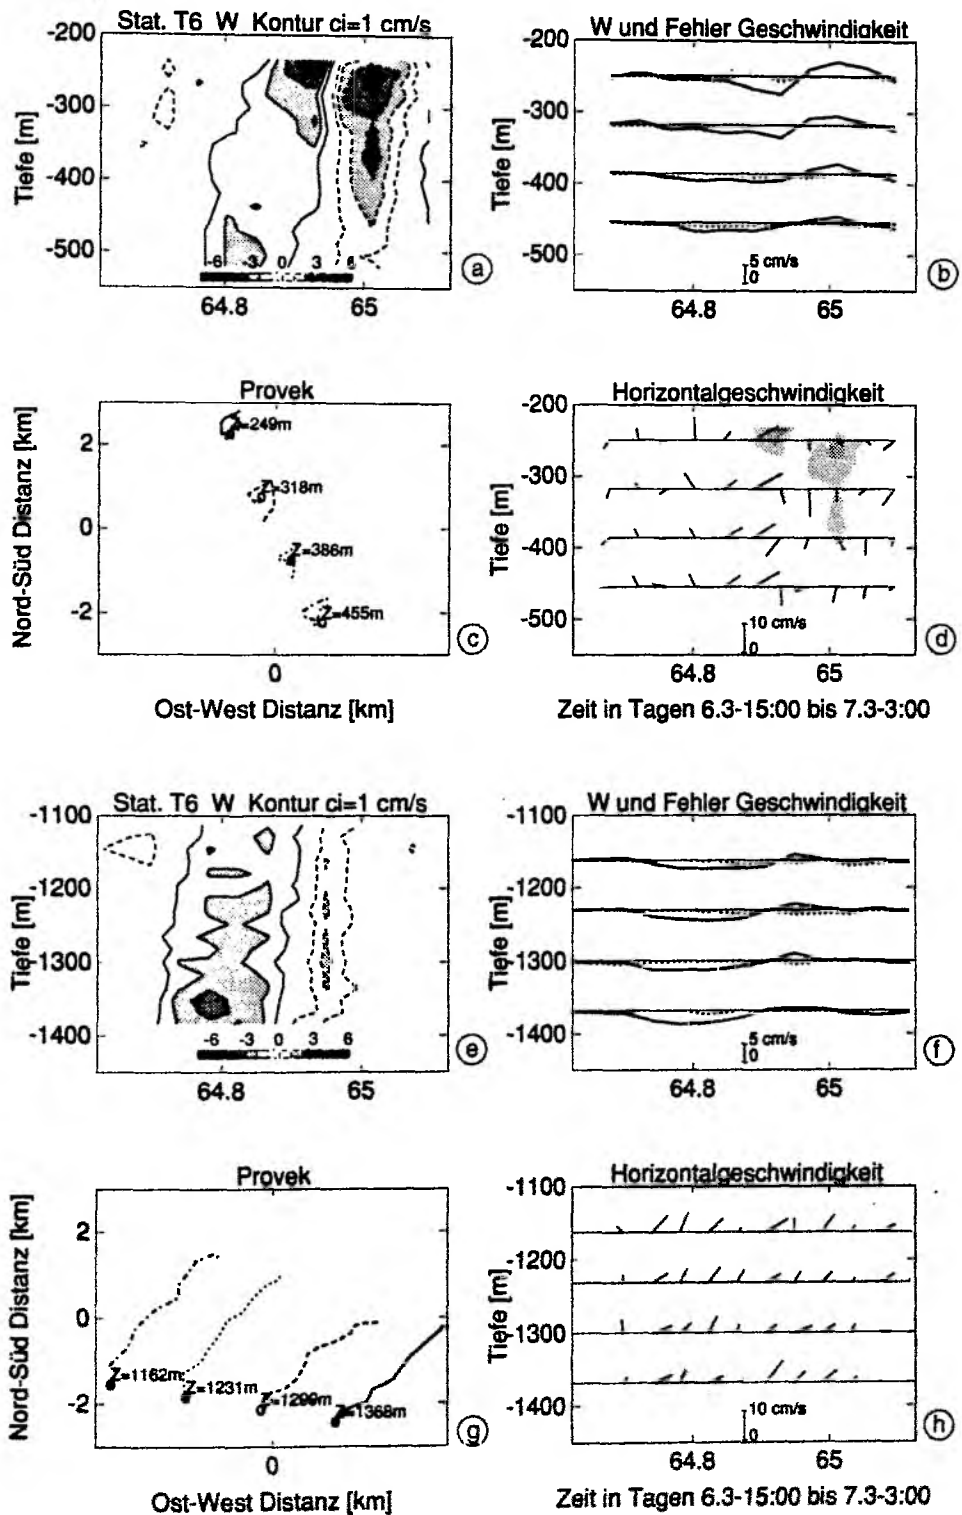 Stat. T6 W Kontur ci=1 cm/s
-200
-300
-400
-500
Tiefe [m]
-6 -3 0 3 6
64.8 65
a
W und Fehler Geschwindigkeit
-200
-300
-400
-500
Tiefe [m]
5 cm/s
0
64.8 65
b
Provek
2
0
-2
Nord-Süd Distanz [km]
Z=249m
Z=318m
Z=386m
Z=455m
0
Ost-West Distanz [km]
c
Horizontalgeschwindigkeit
-200
-300
-400
-500
Tiefe [m]
10 cm/s
0
64.8 65
Zeit in Tagen 6.3-15:00 bis 7.3-3:00
d
Stat. T6 W Kontur ci=1 cm/s
-1100
-1200
-1300
-1400
Tiefe [m]
-6 -3 0 3 6
64.8 65
e
W und Fehler Geschwindigkeit
-1100
-1200
-1300
-1400
Tiefe [m]
5 cm/s
0
64.8 65
f
Provek
2
0
-2
Nord-Süd Distanz [km]
Z=1162m
Z=1231m
Z=1299m
Z=1368m
0
Ost-West Distanz [km]
g
Horizontalgeschwindigkeit
-1100
-1200
-1300
-1400
Tiefe [m]
10 cm/s
0
64.8 65
Zeit in Tagen 6.3-15:00 bis 7.3-3:00
h